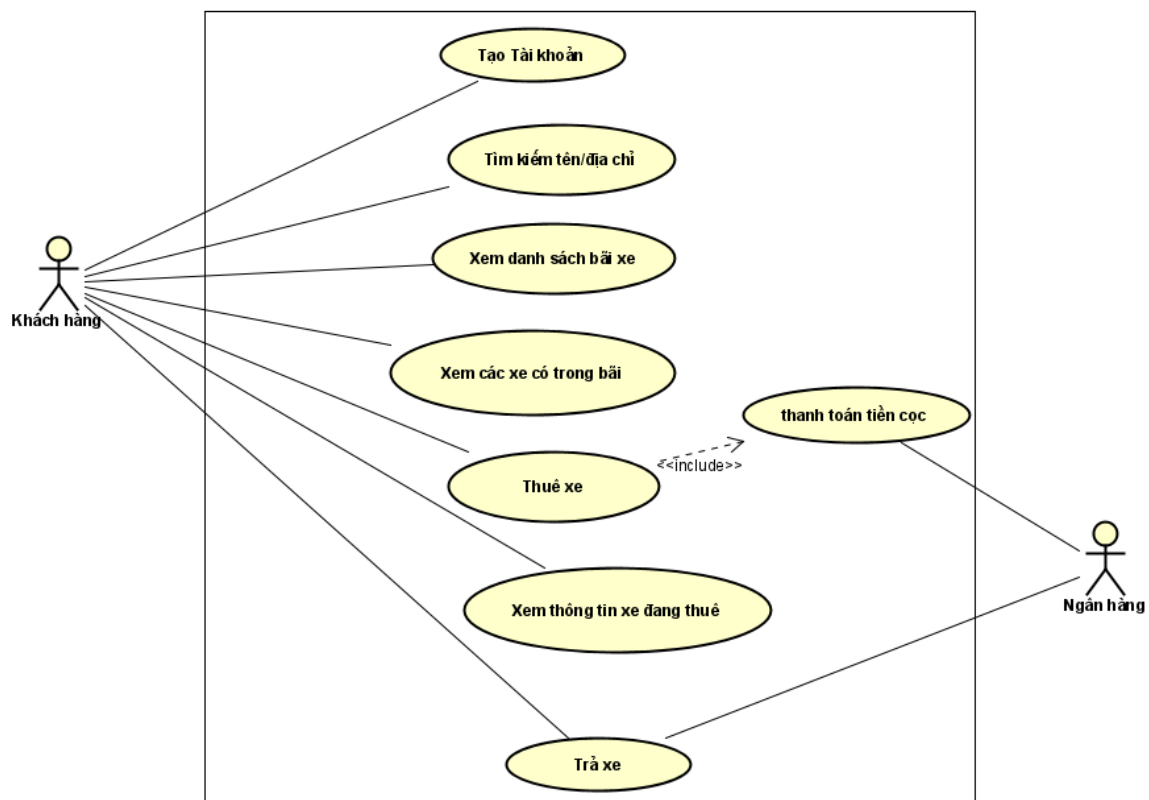 Tạo Tài khoản
Tìm kiếm tên/địa chỉ
Xem danh sách bãi xe
Khách hàng
Xem các xe có trong bãi
thanh toán tiền cọc
<<include>>
Thuê xe
Xem thông tin xe đang thuê
Ngân hàng
Trả xe